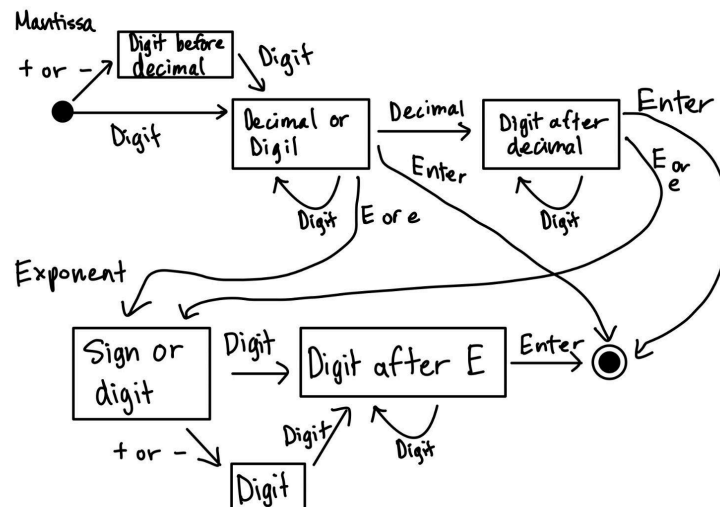 Mantissa
+ or -
Digit before
decimal
Digit
Digit
Decimal or
Digil
Decimal
Digit after
decimal
Enter
Enter
E or
e
Digit
E or e
Digit
Exponent
Sign or
digit
Digit
Digit after E
Enter
+ or -
Digit
Digit
Digit